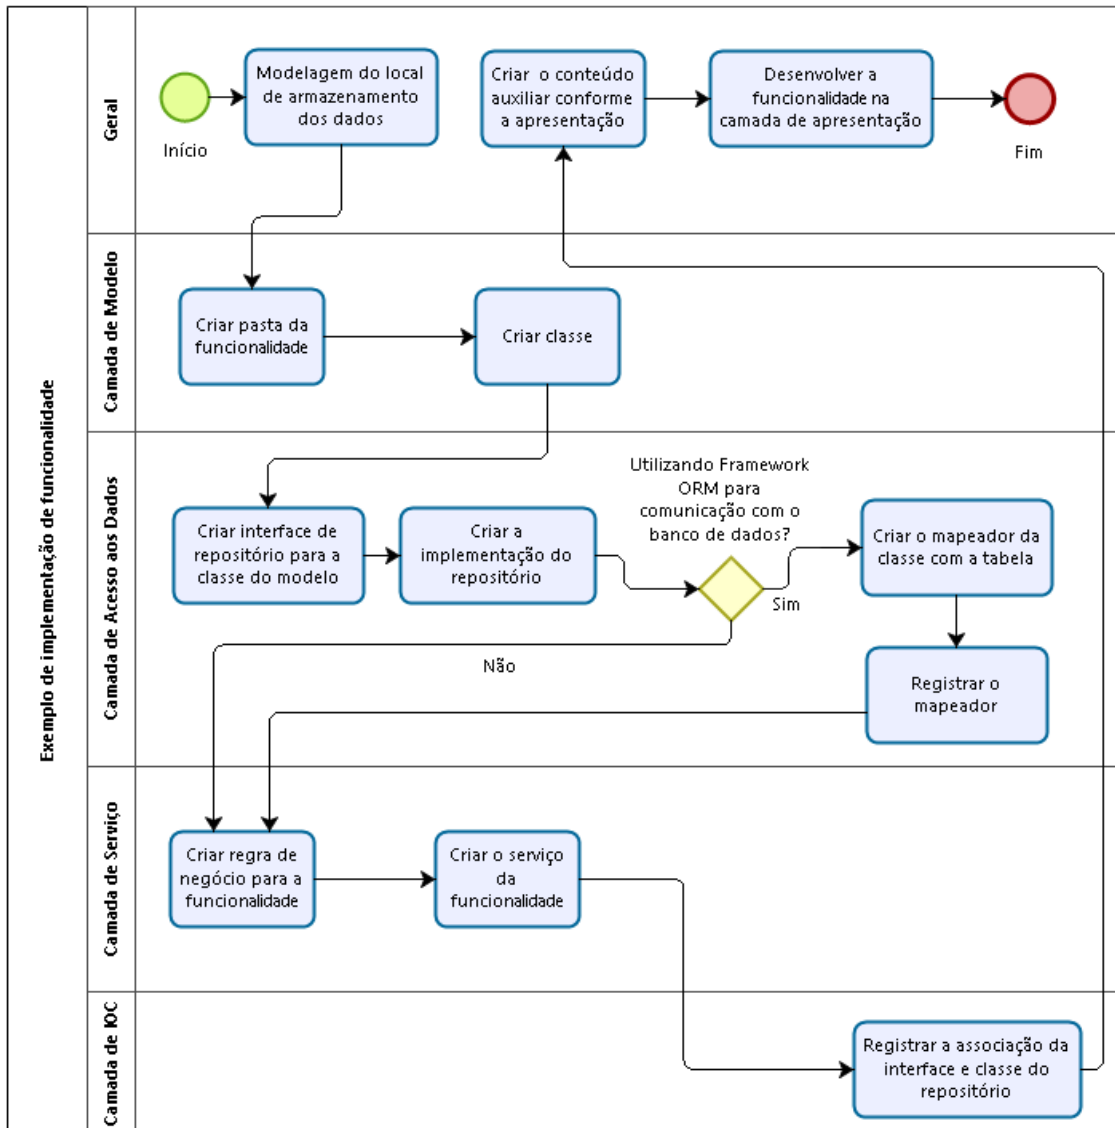 Exemplo de implementação de funcionalidade
Geral
Início
Modelagem do local
de armazenamento
dos dados
Criar o conteúdo
auxiliar conforme
a apresentação
Desenvolver a
funcionalidade na
camada de apresentação
Fim
Camada de Modelo
Criar pasta da
funcionalidade
Criar classe
Camada de Acesso aos Dados
Criar interface de
repositório para a
classe do modelo
Criar a
implementação do
repositório
Utilizando Framework
ORM para
comunicação com o
banco de dados?
Sim
Não
Criar o mapeador da
classe com a tabela
Registrar o
mapeador
Camada de Serviço
Criar regra de
negócio para a
funcionalidade
Criar o serviço
da
funcionalidade
Camada de IOC
Registrar a associação da
interface e classe do
repositório